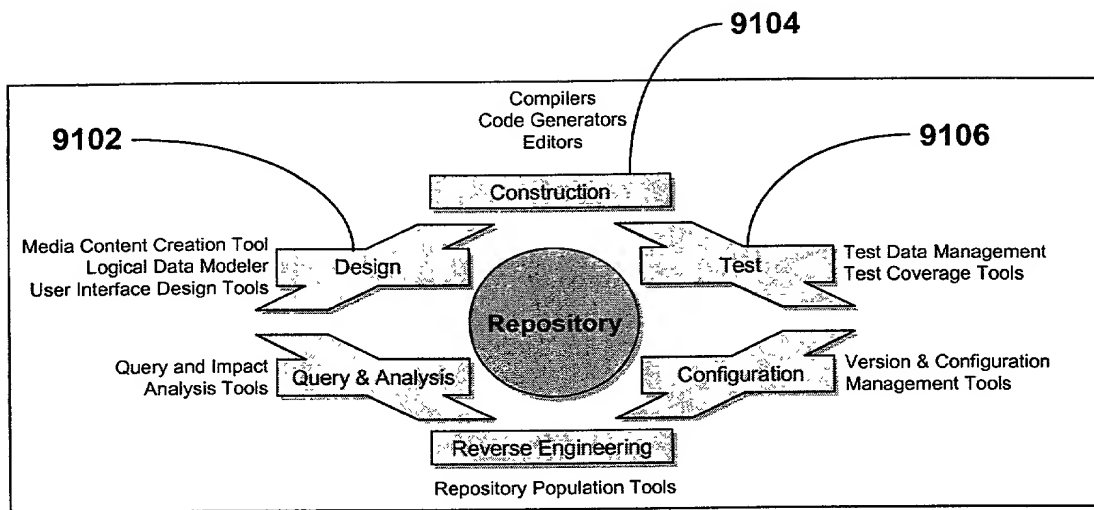 9104
Compilers
Code Generators
Editors
9102
9106
Construction
Media Content Creation Tool
Logical Data Modeler
User Interface Design Tools
Design
Test
Test Data Management
Test Coverage Tools
Repository
Query and Impact
Analysis Tools
Query & Analysis
Configuration
Version & Configuration
Management Tools
Reverse Engineering
Repository Population Tools